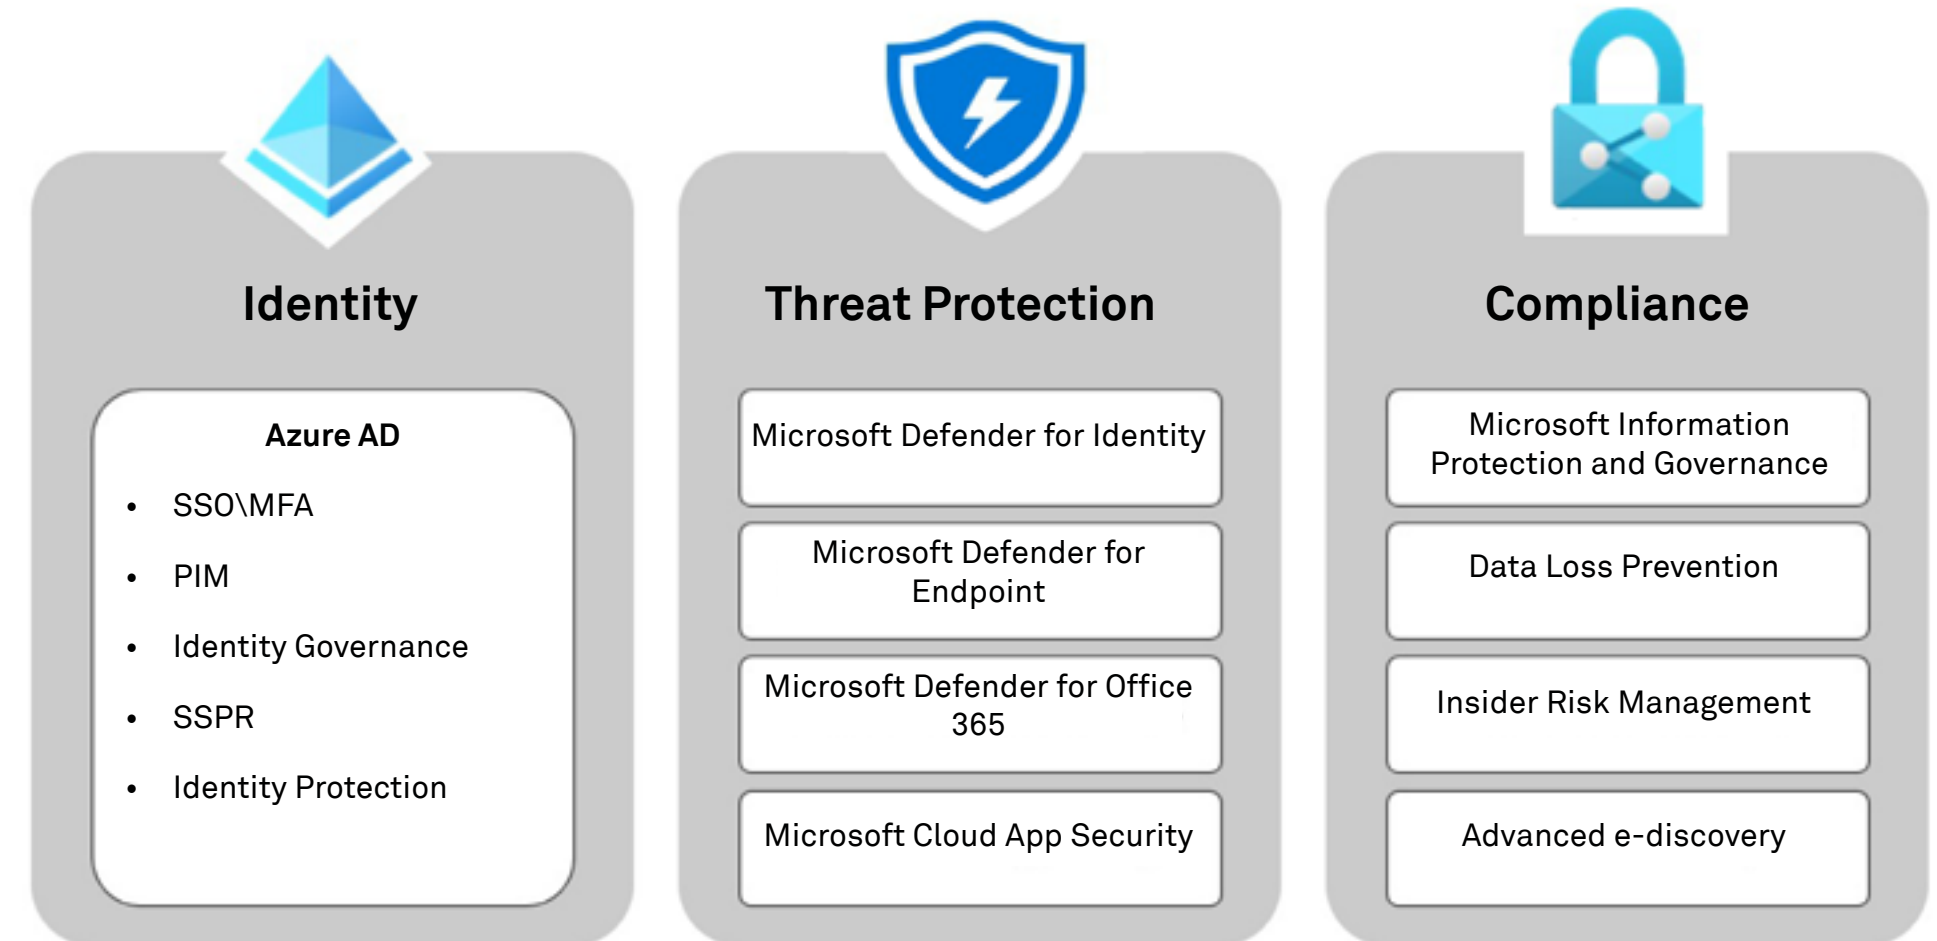 Identity
Azure AD
• SSO\MFA
• PIM
• Identity Governance
• SSPR
• Identity Protection
Threat Protection
Microsoft Defender for Identity
Microsoft Defender for
Endpoint
Microsoft Defender for Office
365
Microsoft Cloud App Security
Compliance
Microsoft Information
Protection and Governance
Data Loss Prevention
Insider Risk Management
Advanced e-discovery